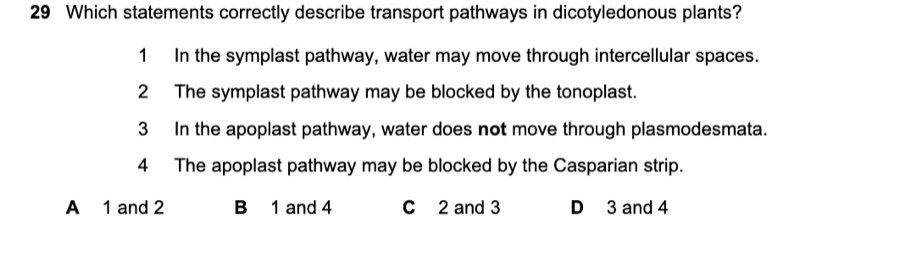 29 Which statements correctly describe transport pathways in dicotyledonous plants?
1 In the symplast pathway, water may move through intercellular spaces.
2 The symplast pathway may be blocked by the tonoplast.
3 In the apoplast pathway, water does not move through plasmodesmata.
4 The apoplast pathway may be blocked by the Casparian strip.
A 1 and 2 B 1 and 4 C 2 and 3 D 3 and 4